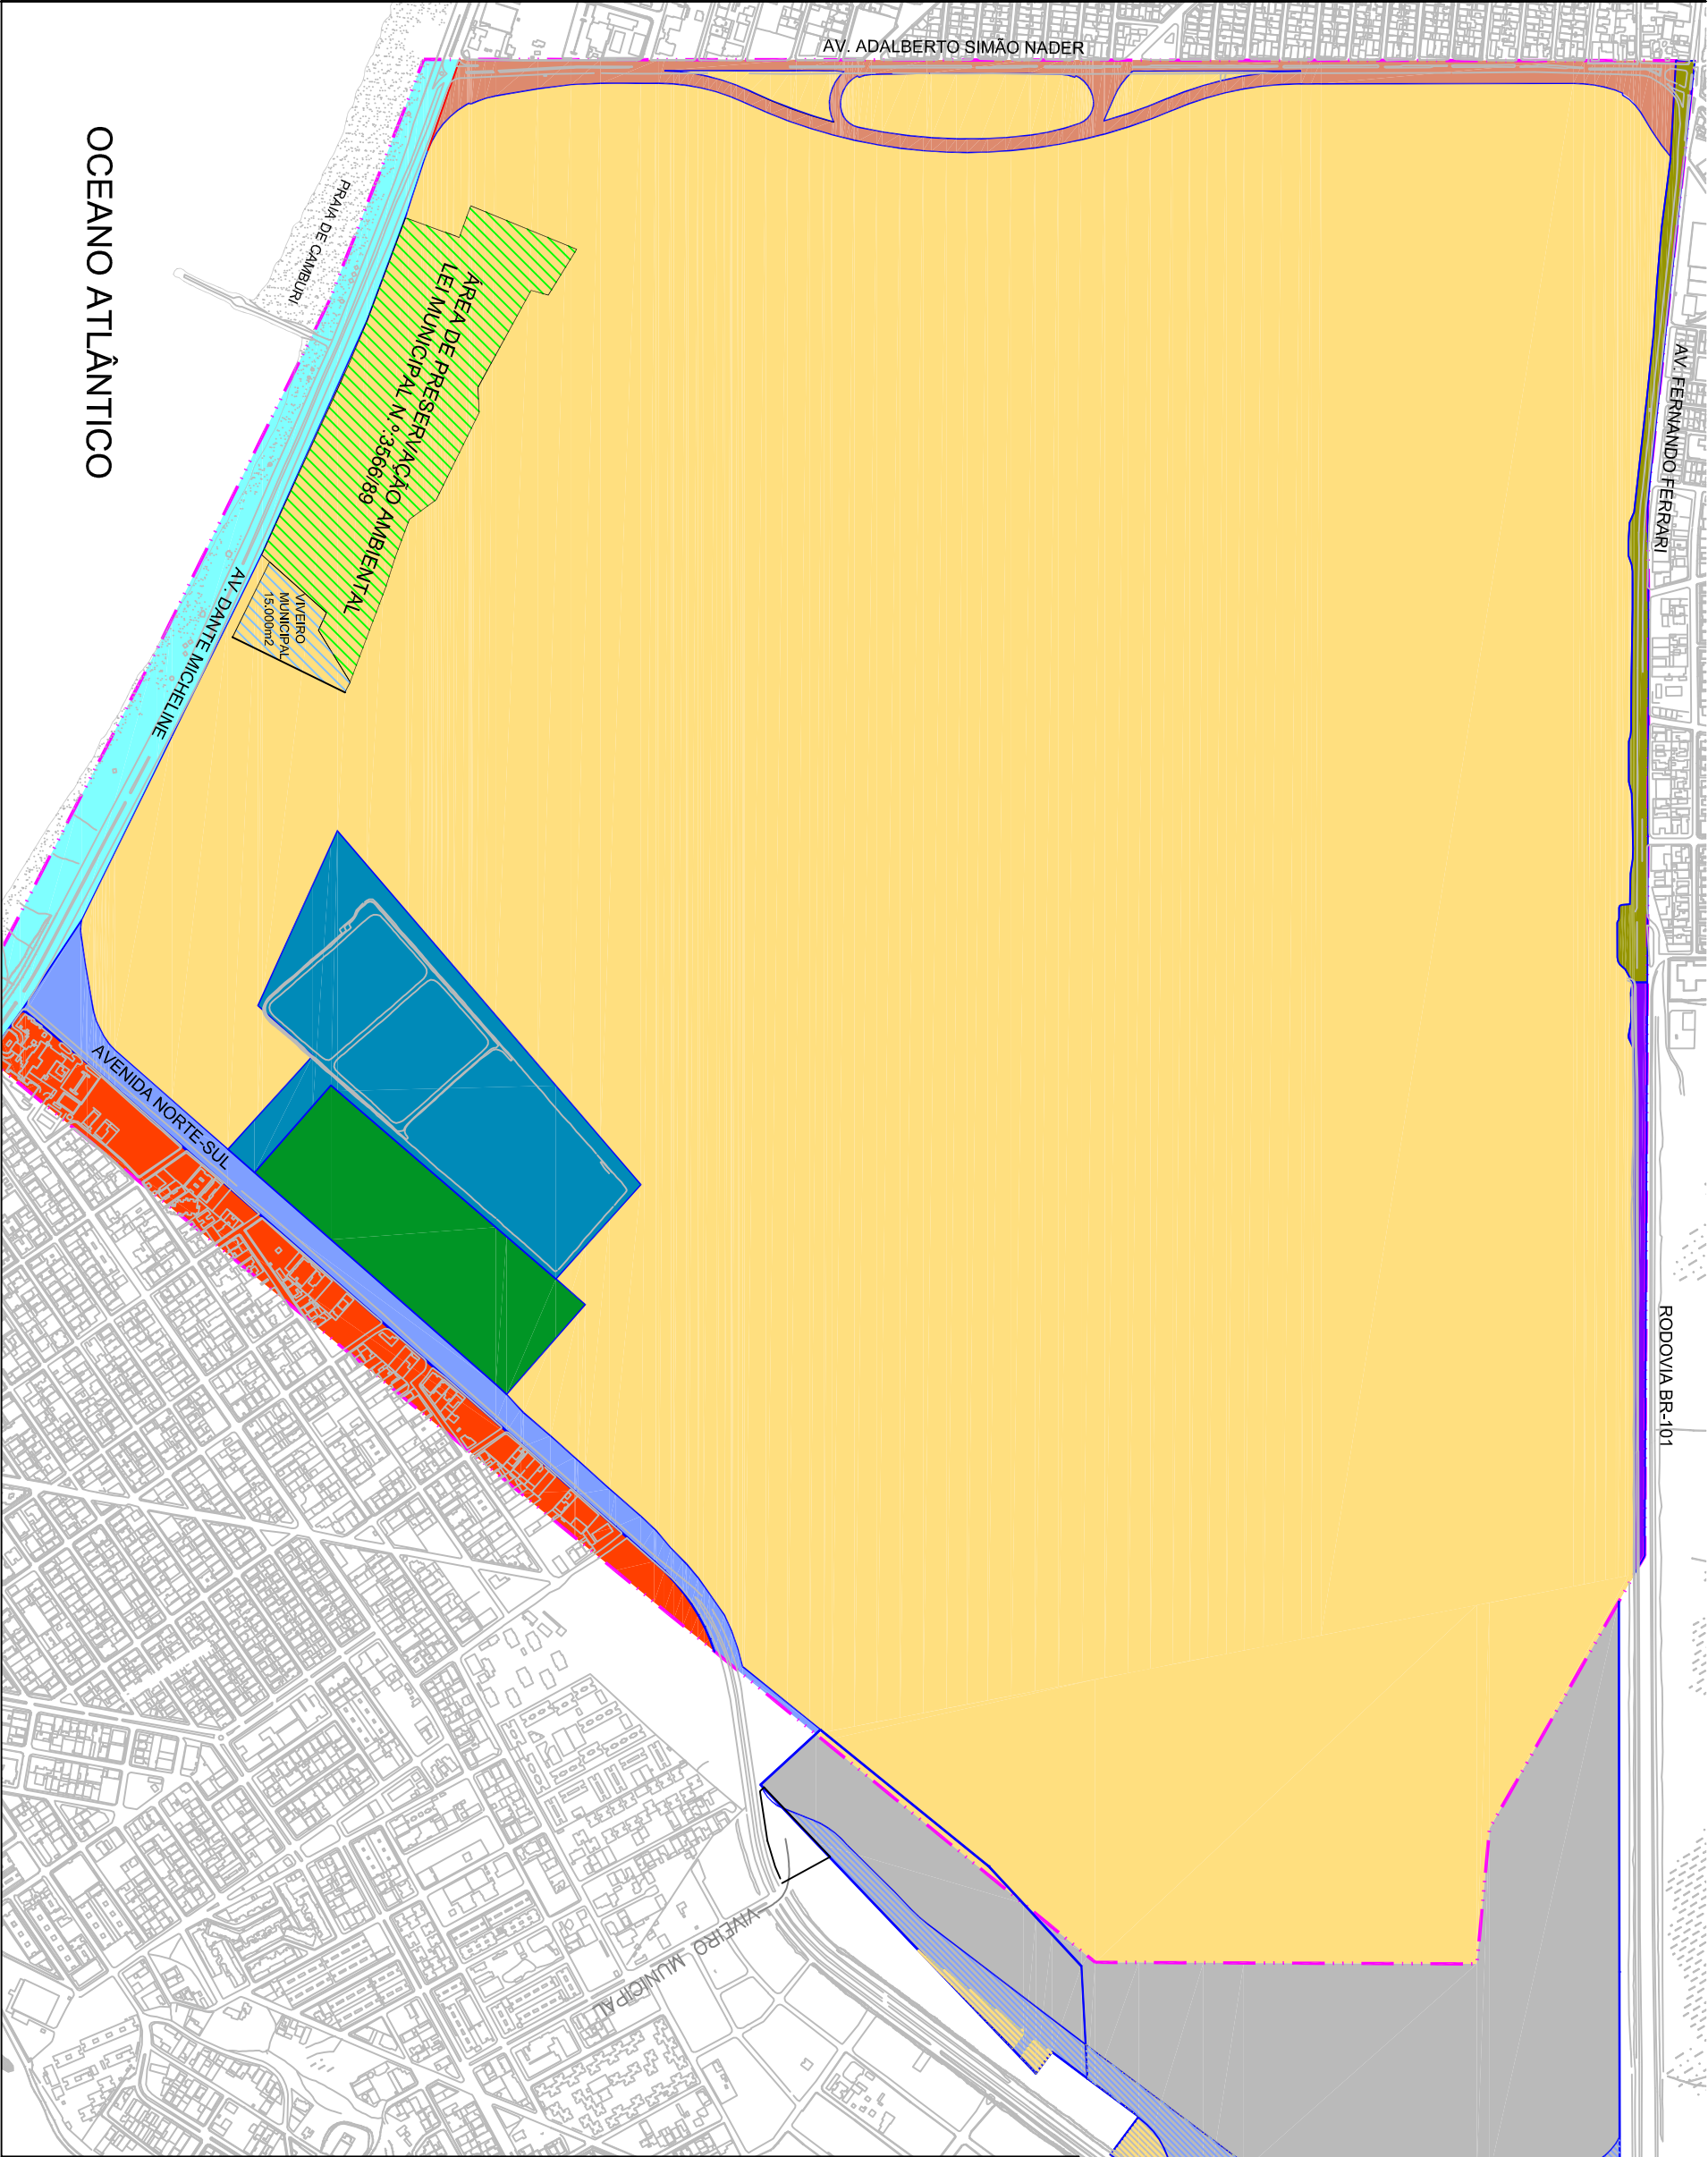 AV. ADALBERTO SIMÃO NADER
OCEANO ATLÂNTICO
PRAIA DE CAMBURI
ÁREA DE PRESERVAÇÃO AMBIENTAL
LEI MUNICIPAL N.º:3566/89
AV. FERNANDO FERRARI
VIVEIRO
MUNICIPAL
15.000m2
AV. DANTE MICHELINE
AVENIDA NORTE-SUL
RODOVIA BR-101
VIVEIRO MUNICIPAL